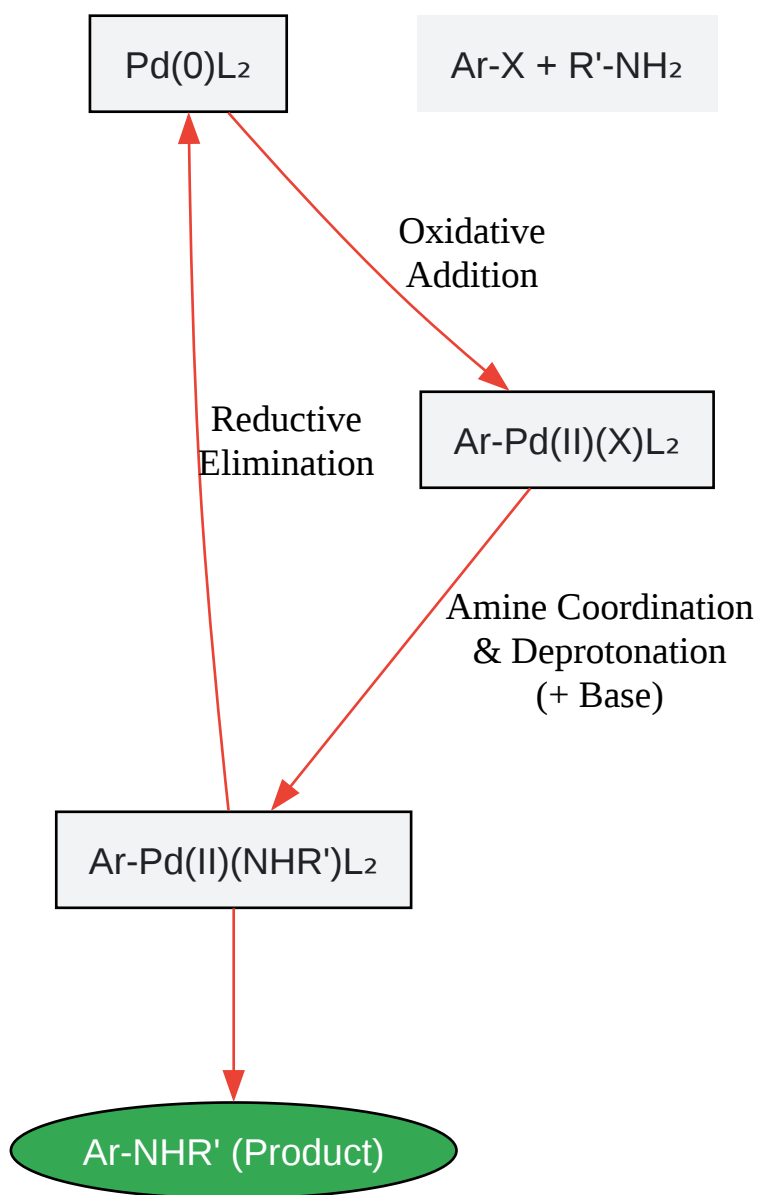 Pd(0)L₂
Ar-X + R'-NH₂
Oxidative
Addition
Reductive
Elimination
Ar-Pd(II)(X)L₂
Amine Coordination
& Deprotonation
(+ Base)
Ar-Pd(II)(NHR')L₂
Ar-NHR' (Product)